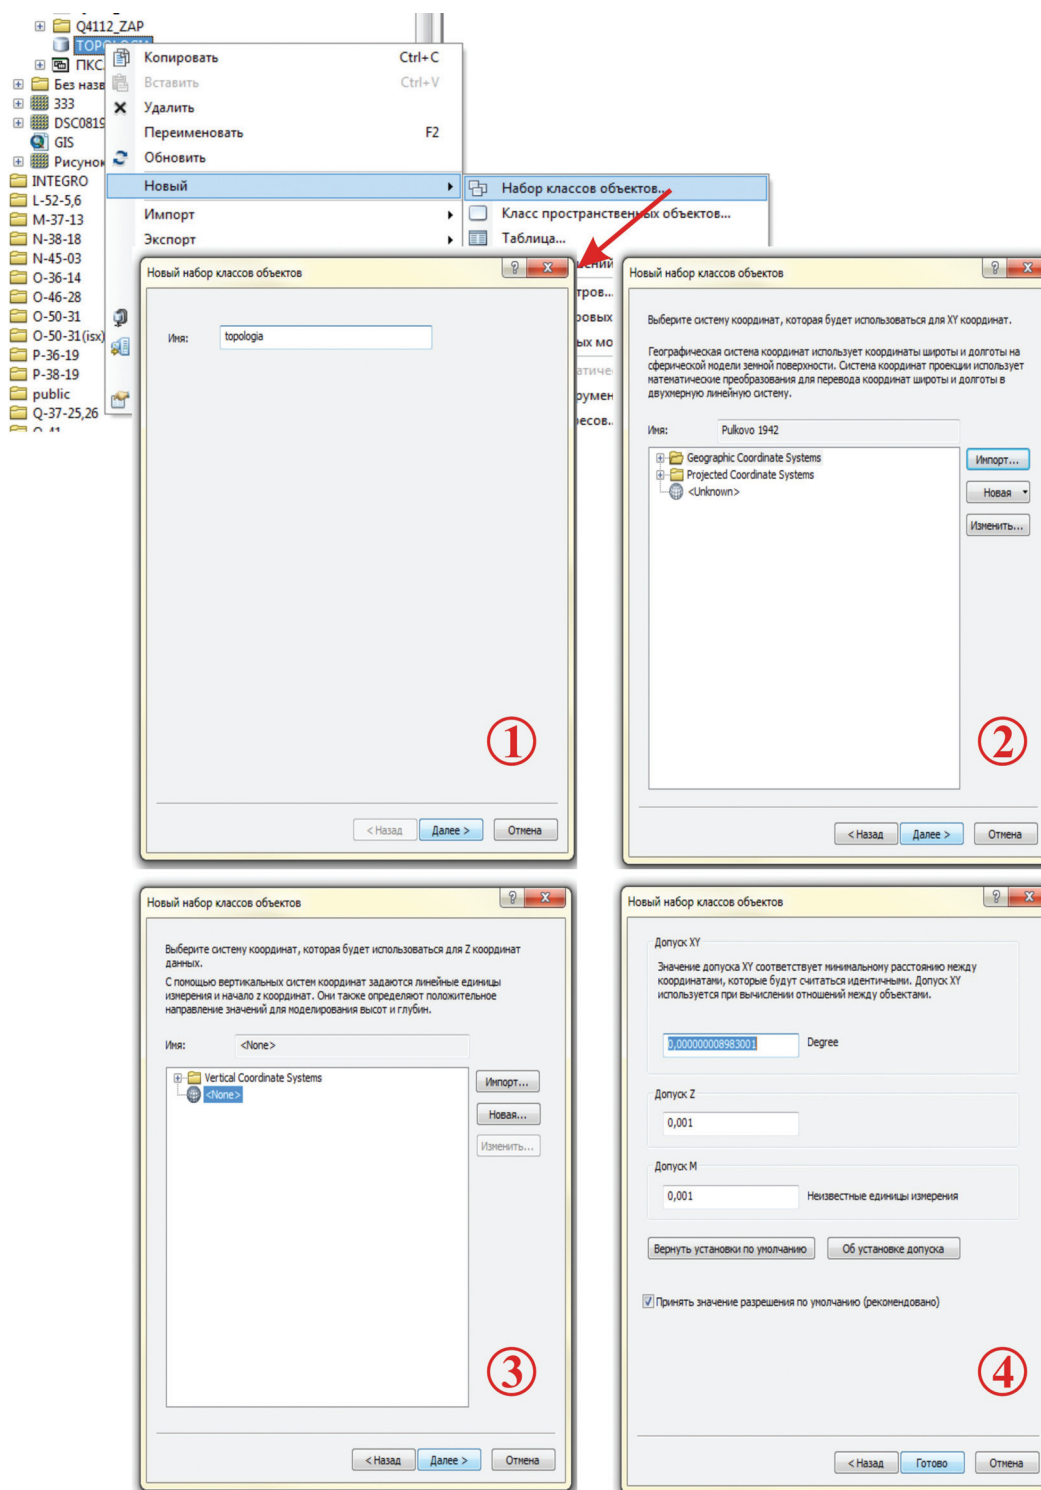 Q4112_ZAP
ПКС
Без назв
333
DSC0819
GIS
Рисунок
INTEGRO
L-52-5,6
M-37-13
N-38-18
N-45-03
O-36-14
O-46-28
O-50-31
O-50-31(isx)
P-36-19
P-38-19
public
Q-37-25,26
Копировать Ctrl+C
Вставить Ctrl+V
Удалить
Переименовать F2
Обновить
Новый
Импорт
Экспорт
Набор классов объектов...
Класс пространственных объектов...
Таблица...
Новый набор классов объектов
Имя: topologia
1
< Назад Далее > Отмена
Новый набор классов объектов
Выберите систему координат, которая будет использоваться для XY координат.
Географическая система координат использует координаты широты и долготы на
сферической модели земной поверхности. Система координат проекции использует
математические преобразования для перевода координат широты и долготы в
двухмерную линейную систему.
Имя: Pulkovo 1942
Geographic Coordinate Systems
Projected Coordinate Systems
<Unknown>
Импорт...
Новая
Изменить...
2
< Назад Далее > Отмена
Новый набор классов объектов
Выберите систему координат, которая будет использоваться для Z координат
данных.
С помощью вертикальных систем координат задаются линейные единицы
измерения и начало z координат. Они также определяют положительное
направление значений для моделирования высот и глубин.
Имя: <None>
Vertical Coordinate Systems
<None>
Импорт...
Новая...
Изменить...
3
< Назад Далее > Отмена
Новый набор классов объектов
Допуск XY
Значение допуска XY соответствует минимальному расстоянию между
координатами, которые будут считаться идентичными. Допуск XY
используется при вычислении отношений между объектами.
0,000000008983001 Degree
Допуск Z
0,001
Допуск M
0,001 Неизвестные единицы измерения
Вернуть установки по умолчанию Об установке допуска
Принять значение разрешения по умолчанию (рекомендовано)
4
< Назад Готово Отмена